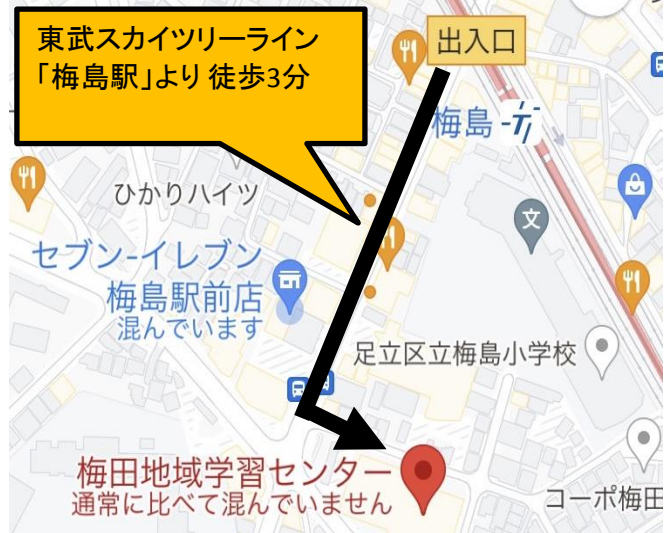 東武スカイツリーライン
「梅島駅」より 徒歩3分
出入口
梅島
ひかりハイツ
文
セブン-イレブン
梅島駅前店
混んでいます
足立区立梅島小学校
梅田地域学習センター
通常に比べて混んでいません
コーポ梅田